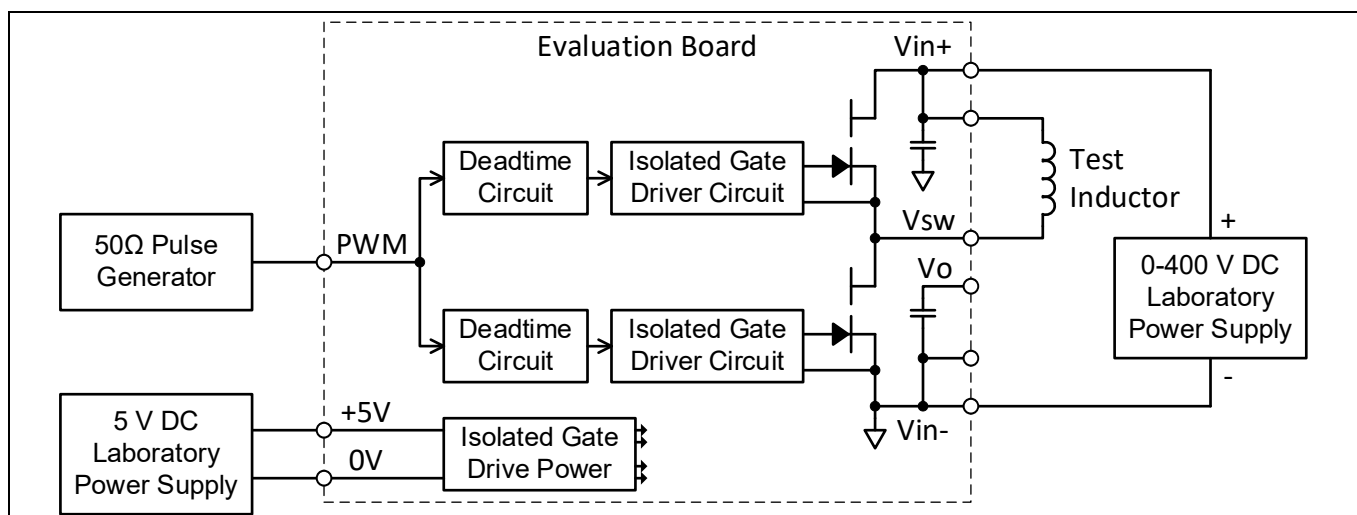 Evaluation Board
Vin+
Deadtime
Circuit
Isolated Gate
Driver Circuit
Test
Inductor
Vsw
50Ω Pulse
Generator
PWM
+
0-400 V DC
Laboratory
Power Supply
-
Vo
Deadtime
Circuit
Isolated Gate
Driver Circuit
Vin-
5 V DC
Laboratory
Power Supply
+5V
0V
Isolated Gate
Drive Power